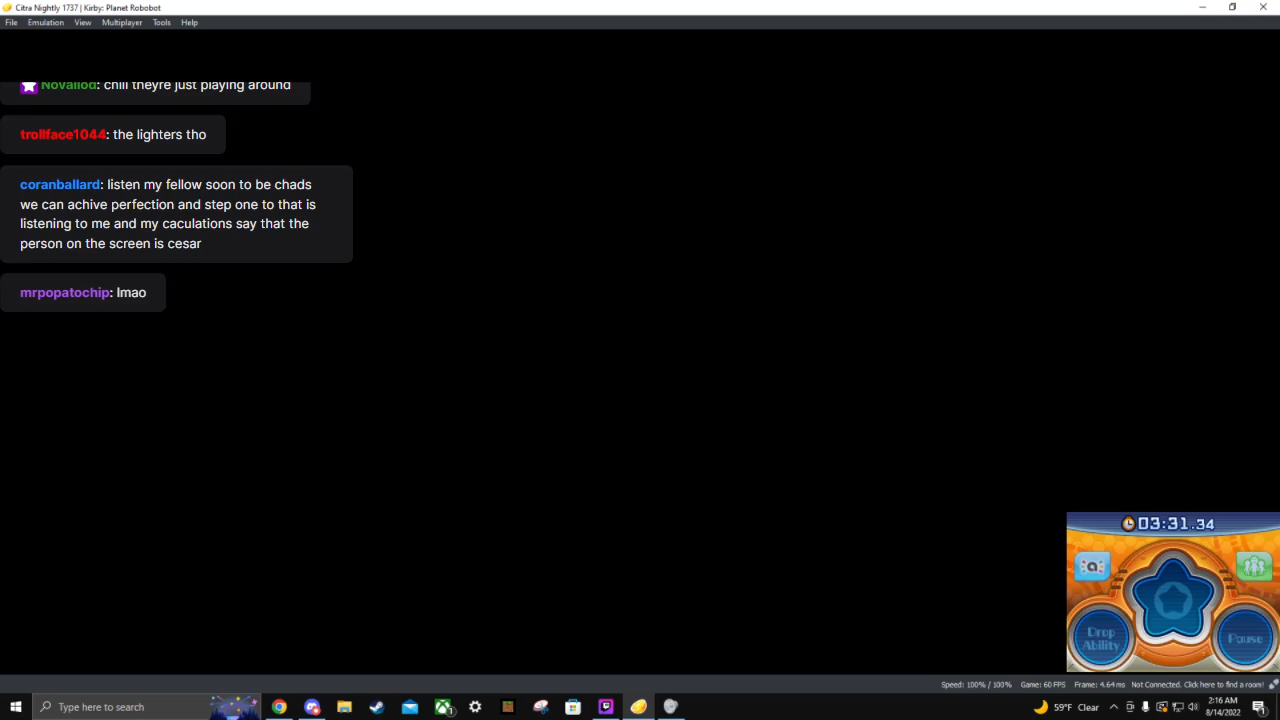 Citra Nightly 1737 | Kirby: Planet Robobot
File Emulation View Multiplayer Tools Help
Novaliod: chill theyre just playing around
trollface1044: the lighters tho
coranballard: listen my fellow soon to be chads
we can achive perfection and step one to that is
listening to me and my caculations say that the
person on the screen is cesar
mrpopatochip: lmao
03:31.34
a
Drop
Ability
Pause
Speed: 100% / 100% Game: 60 FPS Frame: 4.64 ms Not Connected. Click here to find a room!
Type here to search
59°F Clear
2:16 AM
8/14/2022